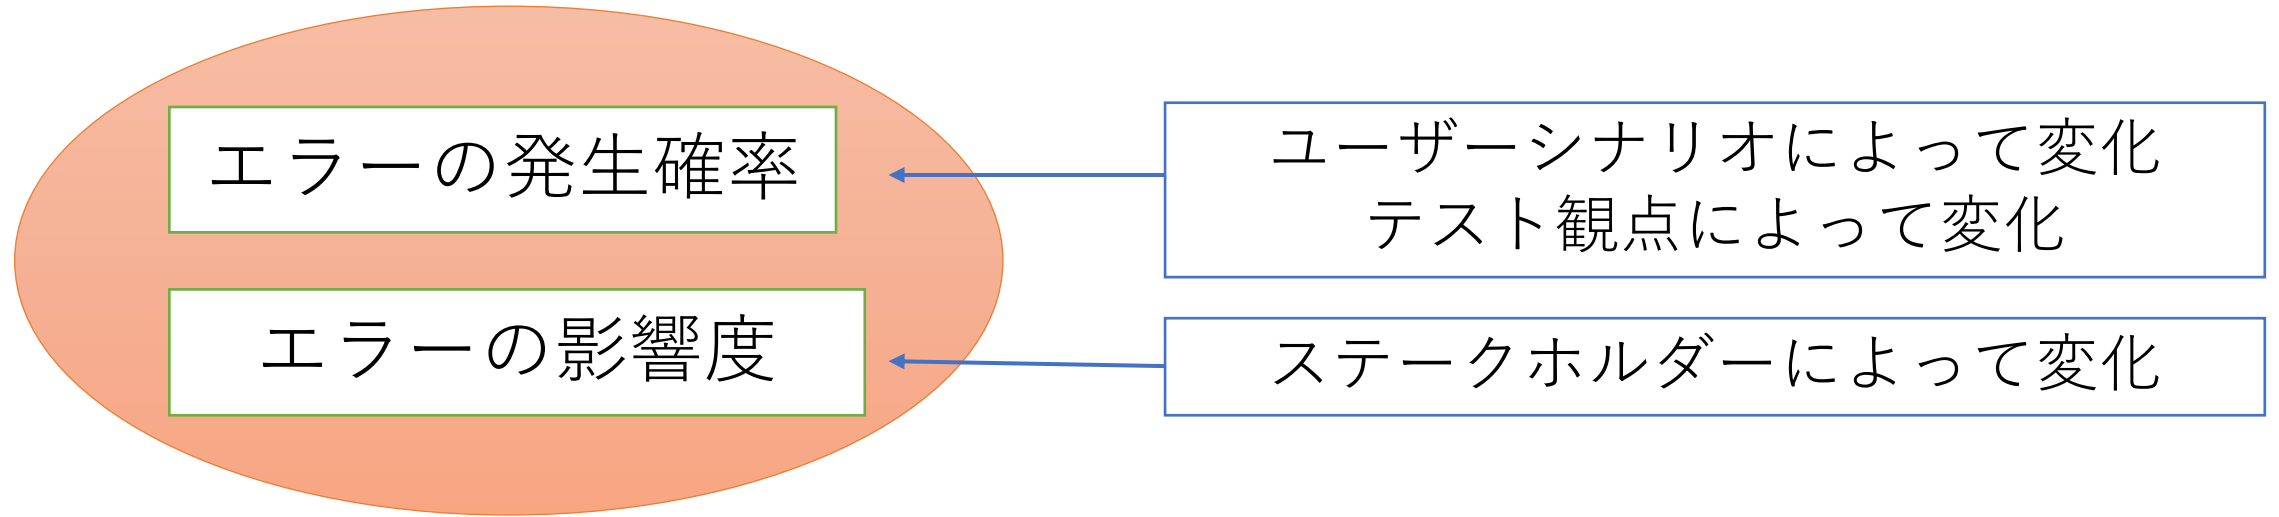 エラーの発生確率
ユーザーシナリオによって変化
テスト観点によって変化
エラーの影響度
ステークホルダーによって変化